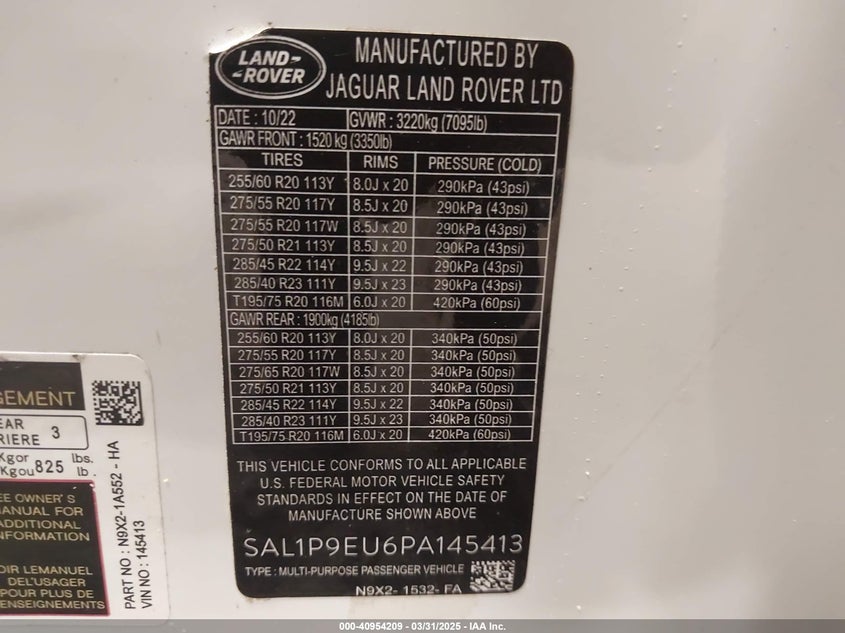 LAND-
-ROVER
MANUFACTURED BY
JAGUAR LAND ROVER LTD
DATE : 10/22 GVWR : 3220kg (7095lb)
GAWR FRONT : 1520 kg (3350lb)
TIRES RIMS PRESSURE (COLD)
255/60 R20 113Y 8.0J x 20 290kPa (43psi)
275/55 R20 117Y 8.5J x 20 290kPa (43psi)
275/55 R20 117W 8.5J x 20 290kPa (43psi)
275/50 R21 113Y 8.5J x 20 290kPa (43psi)
285/45 R22 114Y 9.5J x 22 290kPa (43psi)
285/40 R23 111Y 9.5J x 23 290kPa (43psi)
T195/75 R20 116M 6.0J x 20 420kPa (60psi)
GAWR REAR : 1900kg (4185lb)
255/60 R20 113Y 8.0J x 20 340kPa (50psi)
275/55 R20 117Y 8.5J x 20 340kPa (50psi)
275/65 R20 117W 8.5J x 20 340kPa (50psi)
275/50 R21 113Y 8.5J x 20 340kPa (50psi)
285/45 R22 114Y 9.5J x 22 340kPa (50psi)
285/40 R23 111Y 9.5J x 23 340kPa (50psi)
T195/75 R20 116M 6.0J x 20 420kPa (60psi)
THIS VEHICLE CONFORMS TO ALL APPLICABLE
U.S. FEDERAL MOTOR VEHICLE SAFETY
STANDARDS IN EFFECT ON THE DATE OF
MANUFACTURE SHOWN ABOVE
SAL1P9EU6PA145413
TYPE : MULTI-PURPOSE PASSENGER VEHICLE
N9X2- 1532- FA
GEMENT
EAR
RIERE 3
Kg or lbs.
Kg ou 825 lb .
EE OWNER'S
MANUAL FOR
ADDITIONAL
INFORMATION
OIR LEMANUEL
DEL'USAGER
POUR PLUS DE
ENSEIGNEMENTS
PART NO : N9X2-1A552 - HA
VIN NO : 145413
000-40954209 - 03/31/2025 - IAA Inc.